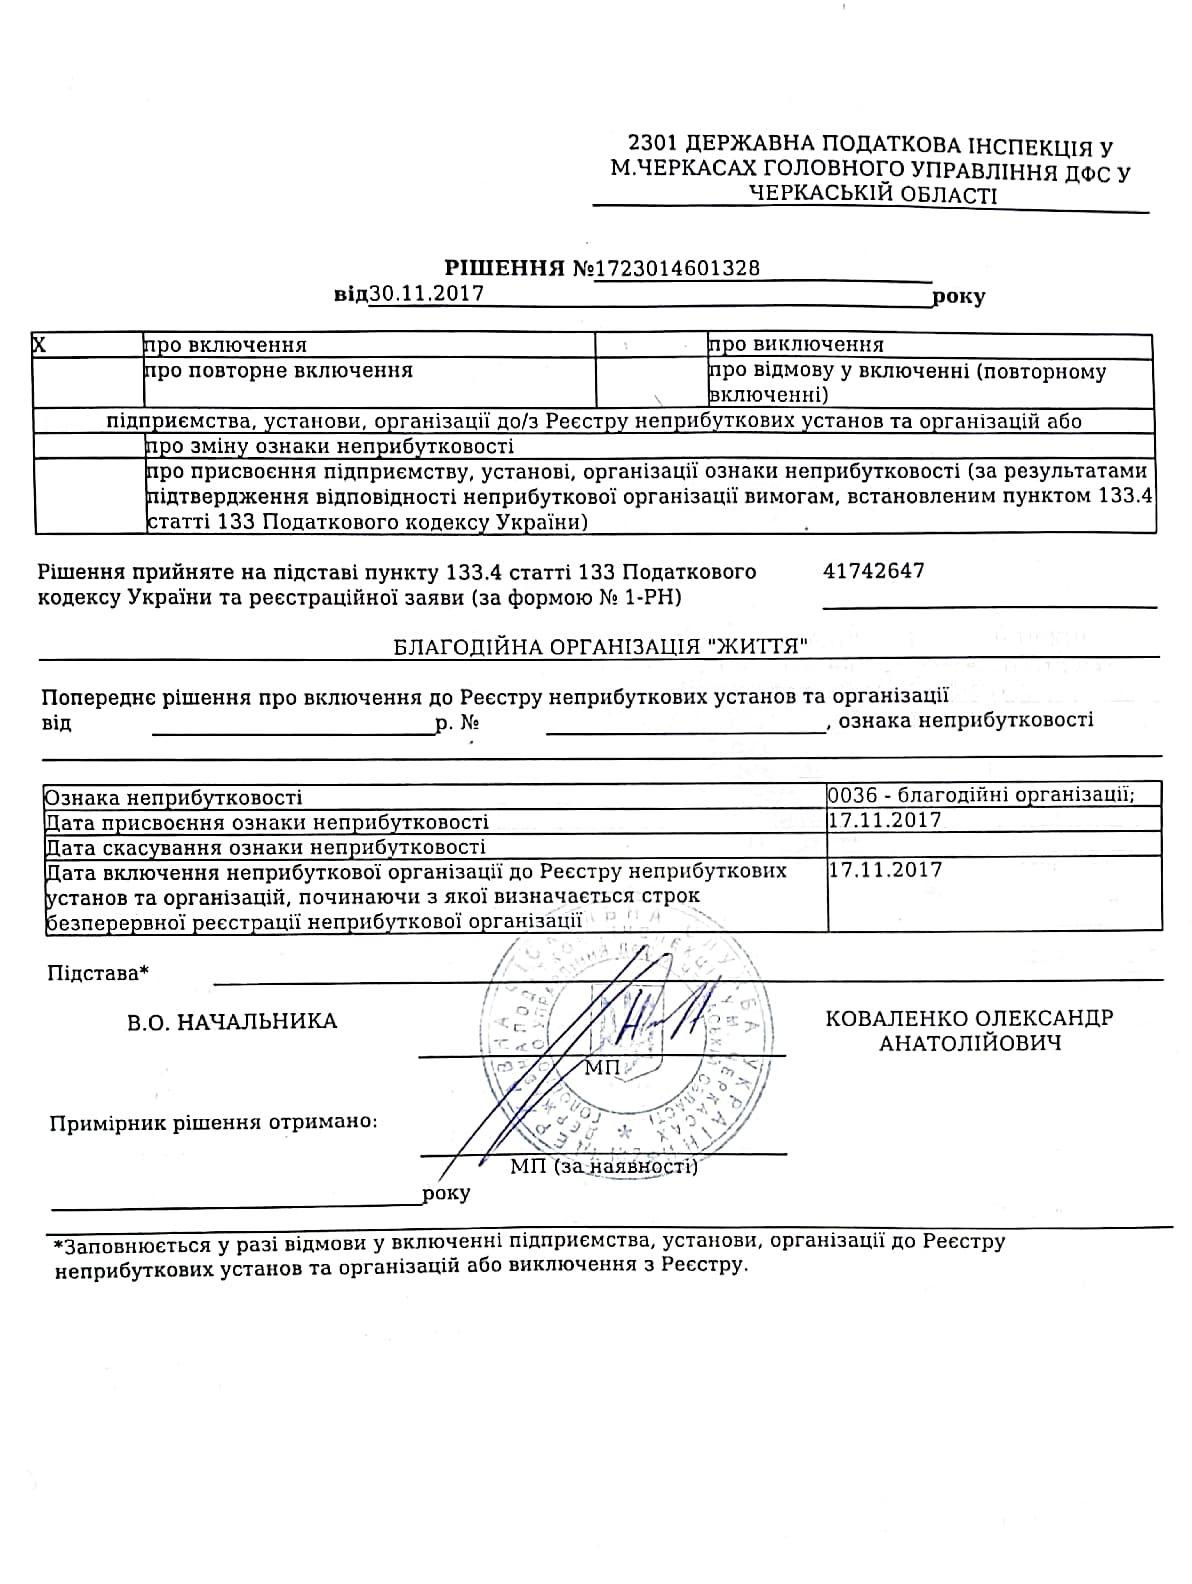 2301 ДЕРЖАВНА ПОДАТКОВА ІНСПЕКЦІЯ У
М.ЧЕРКАСАХ ГОЛОВНОГО УПРАВЛІННЯ ДФС У
ЧЕРКАСЬКІЙ ОБЛАСТІ
РІШЕННЯ №1723014601328
від30.11.2017 року
X про включення про виключення
про повторне включення про відмову у включенні (повторному
включенні)
підприємства, установи, організації до/з Реєстру неприбуткових установ та організацій або
про зміну ознаки неприбутковості
про присвоєння підприємству, установі, організації ознаки неприбутковості (за результатами
підтвердження відповідності неприбуткової організації вимогам, встановленим пунктом 133.4
статті 133 Податкового кодексу України)
Рішення прийняте на підставі пункту 133.4 статті 133 Податкового 41742647
кодексу України та реєстраційної заяви (за формою № 1-РН)
БЛАГОДІЙНА ОРГАНІЗАЦІЯ "ЖИТТЯ"
Попереднє рішення про включення до Реєстру неприбуткових установ та організації
від р. № , ознака неприбутковості
Ознака неприбутковості 0036 - благодійні організації;
Дата присвоєння ознаки неприбутковості 17.11.2017
Дата скасування ознаки неприбутковості
Дата включення неприбуткової організації до Реєстру неприбуткових 17.11.2017
установ та організацій, починаючи з якої визначається строк
безперервної реєстрації неприбуткової організації
Підстава*
В.О. НАЧАЛЬНИКА КОВАЛЕНКО ОЛЕКСАНДР
АНАТОЛІЙОВИЧ
МП
Примірник рішення отримано:
МП (за наявності)
року
*Заповнюється у разі відмови у включенні підприємства, установи, організації до Реєстру
неприбуткових установ та організацій або виключення з Реєстру.